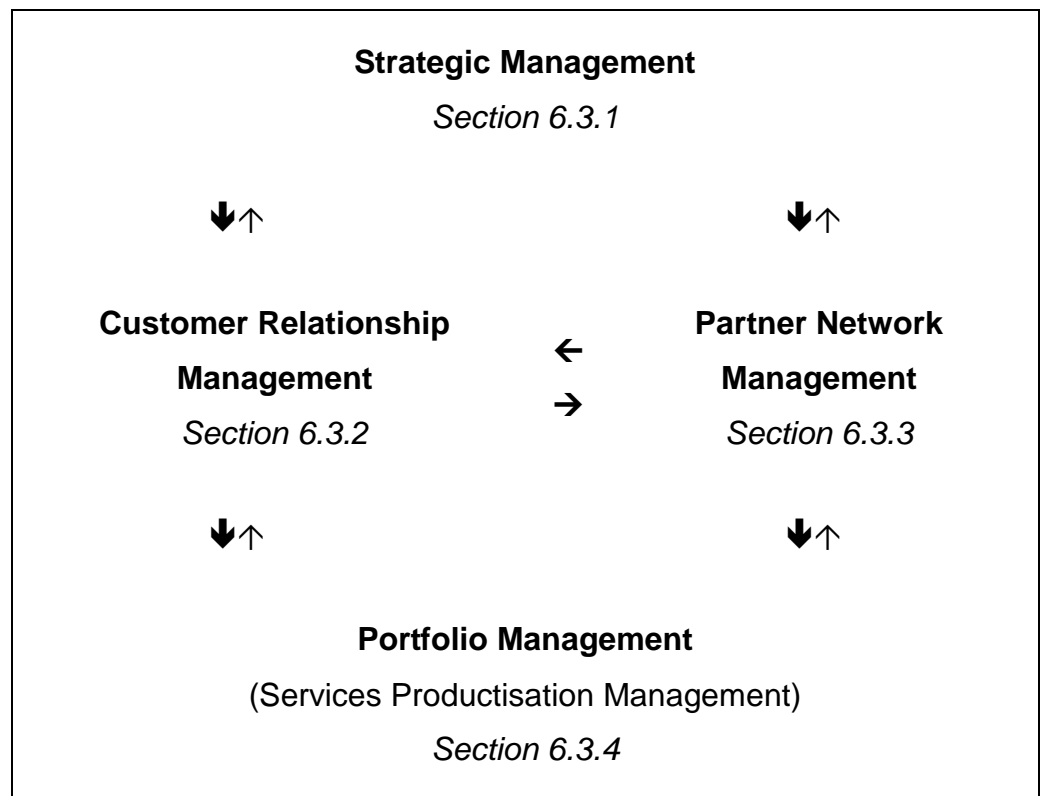 Strategic Management
Section 6.3.1
🡻↑ 🡻↑
Customer Relationship
Management
Section 6.3.2
🡸
🡺
Partner Network
Management
Section 6.3.3
🡻↑ 🡻↑
Portfolio Management
(Services Productisation Management)
Section 6.3.4